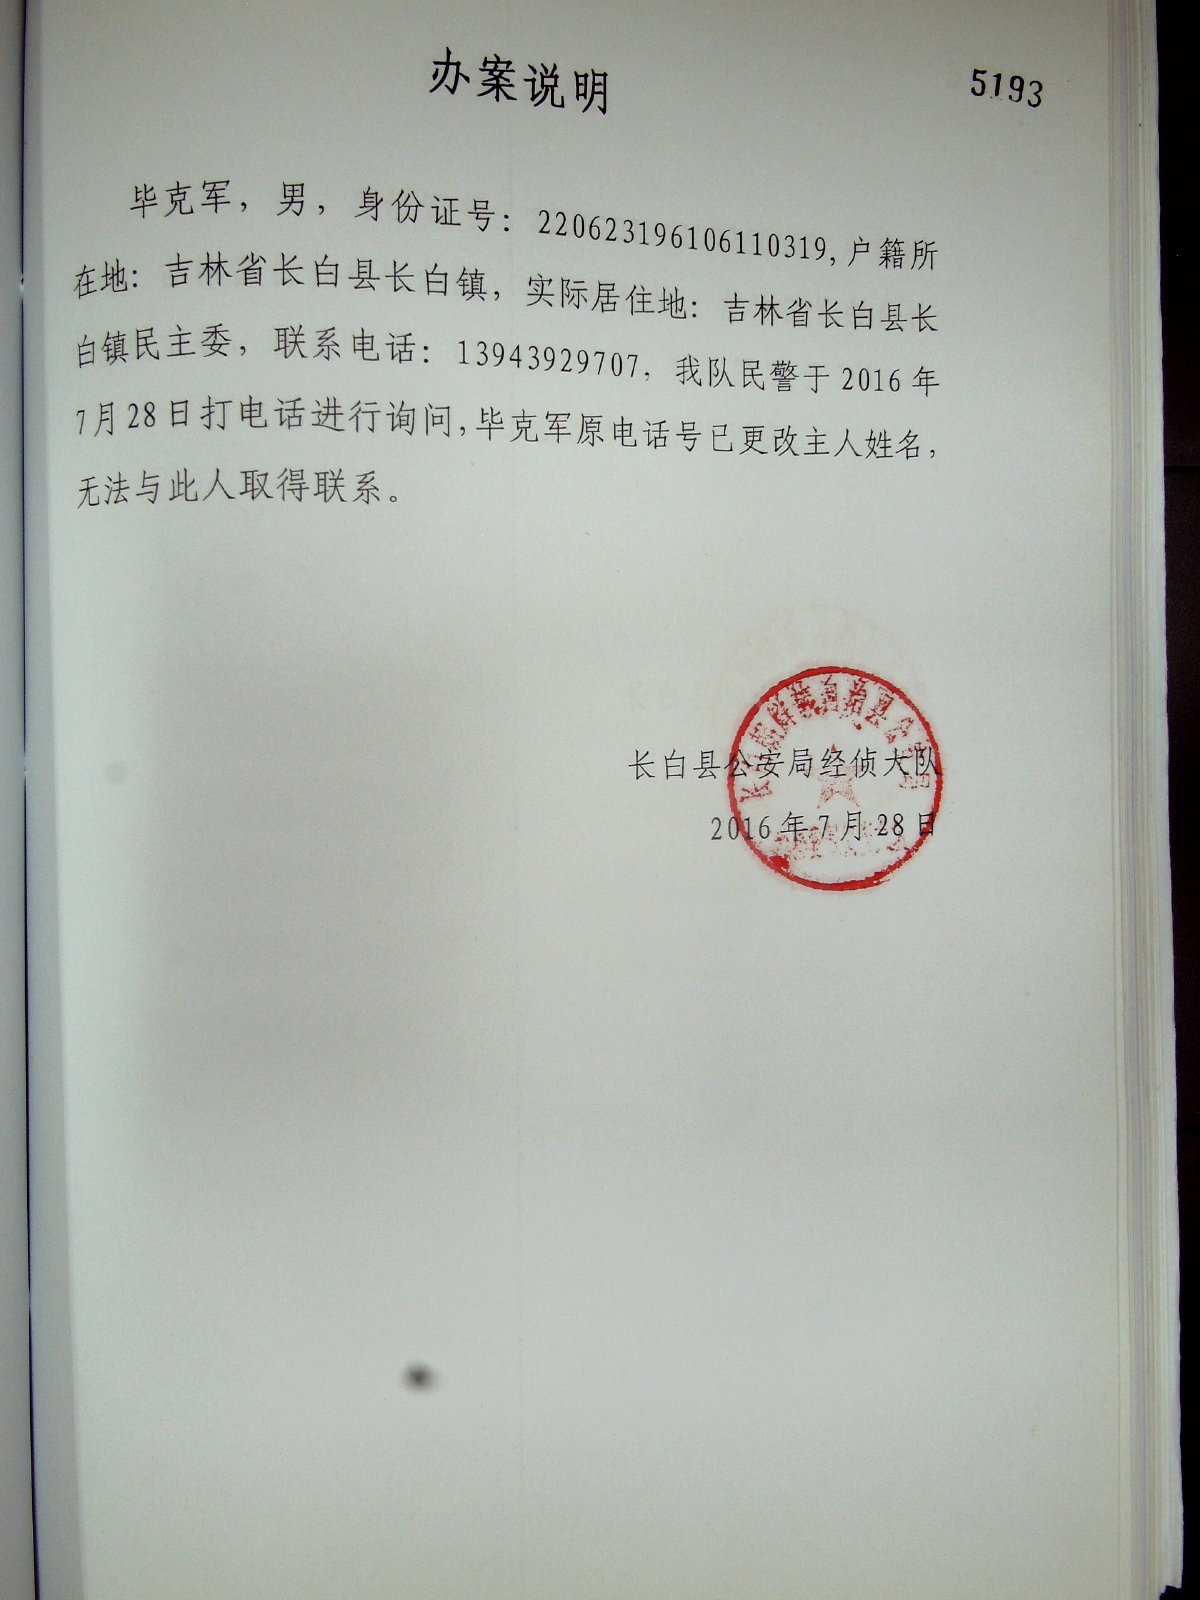 办案说明
5193
毕克军，男，身份证号：220623196106110319,户籍所
在地：吉林省长白县长白镇，实际居住地：吉林省长白县长
白镇民主委，联系电话：13943929707，我队民警于2016年
7月28日打电话进行询问,毕克军原电话号已更改主人姓名，
无法与此人取得联系。
长白县公安局经侦大队
2016年7月28日